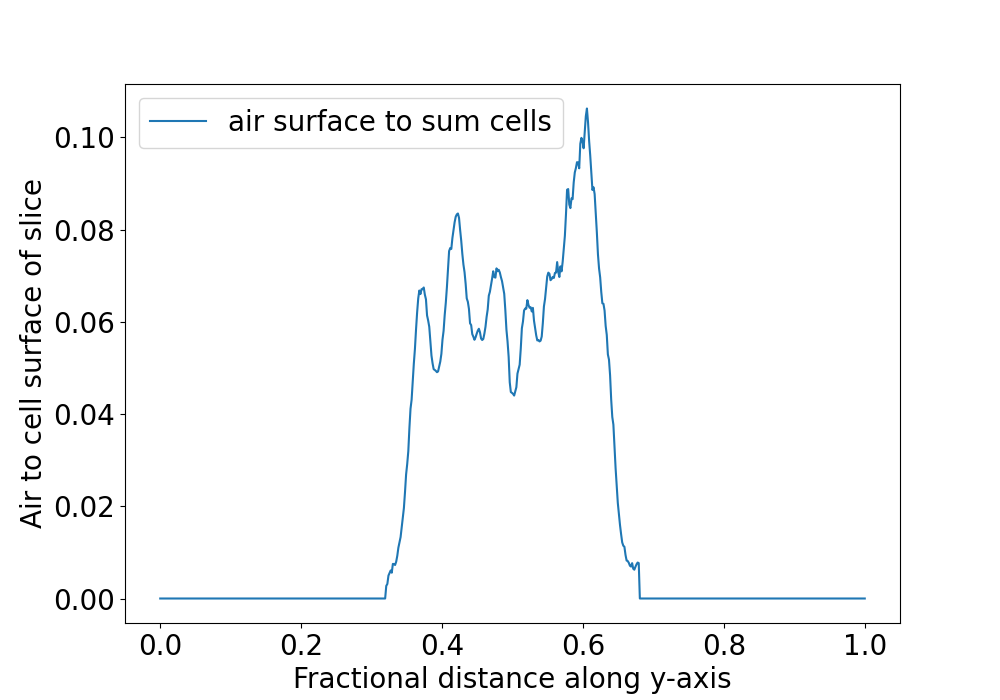 air surface to sum cells
Air to cell surface of slice
0.10
0.08
0.06
0.04
0.02
0.00
0.0 0.2 0.4 0.6 0.8 1.0
Fractional distance along y-axis